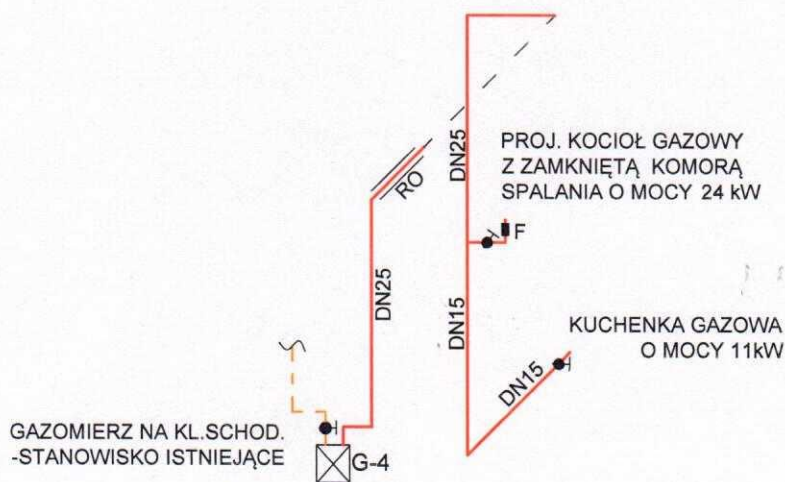 DN25
PROJ. KOCIOŁ GAZOWY
Z ZAMKNIĘTĄ KOMORĄ
SPALANIA O MOCY 24 kW
RO
F
DN25
DN15
KUCHENKA GAZOWA
O MOCY 11kW
DN15
GAZOMIERZ NA KL.SCHOD.
-STANOWISKO ISTNIEJĄCE
G-4